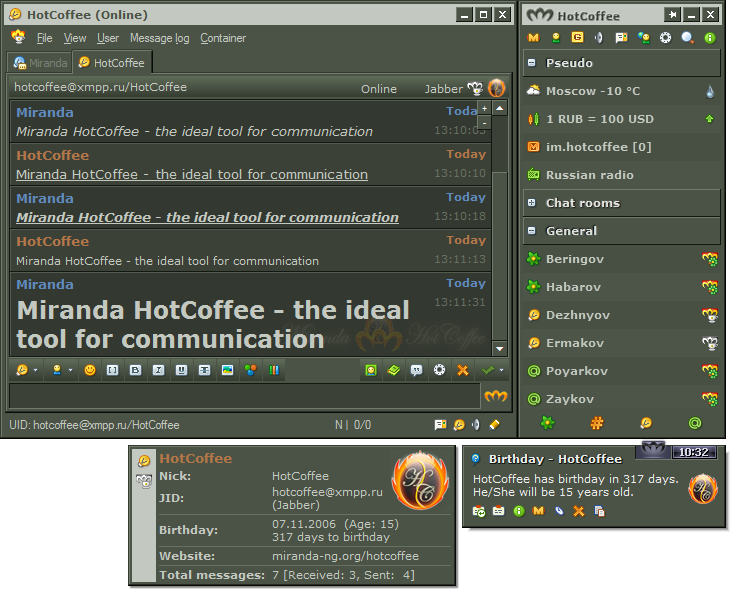 HotCoffee (Online)
File View User Message log Container
Miranda HotCoffee
hotcoffee@xmpp.ru/HotCoffee Online Jabber
Miranda Today
Miranda HotCoffee - the ideal tool for communication 13:10:03
HotCoffee Today
Miranda HotCoffee - the ideal tool for communication 13:10:10
Miranda Today
Miranda HotCoffee - the ideal tool for communication 13:10:18
HotCoffee Today
Miranda HotCoffee - the ideal tool for communication 13:11:13
Miranda Today
Miranda HotCoffee - the ideal 13:11:31
tool for communication
Miranda Hot Coffee
UID: hotcoffee@xmpp.ru/HotCoffee N | 0/0
HotCoffee
Pseudo
Moscow -10 °C
1 RUB = 100 USD
im.hotcoffee [0]
Russian radio
Chat rooms
General
Beringov
Habarov
Dezhnyov
Ermakov
Poyarkov
Zaykov
HotCoffee
Nick: HotCoffee
JID: hotcoffee@xmpp.ru
(Jabber)
Birthday: 07.11.2006 (Age: 15)
317 days to birthday
Website: miranda-ng.org/hotcoffee
Total messages: 7 [Received: 3, Sent: 4]
HC
Birthday - HotCoffee 10:32
HotCoffee has birthday in 317 days.
He/She will be 15 years old.
HC